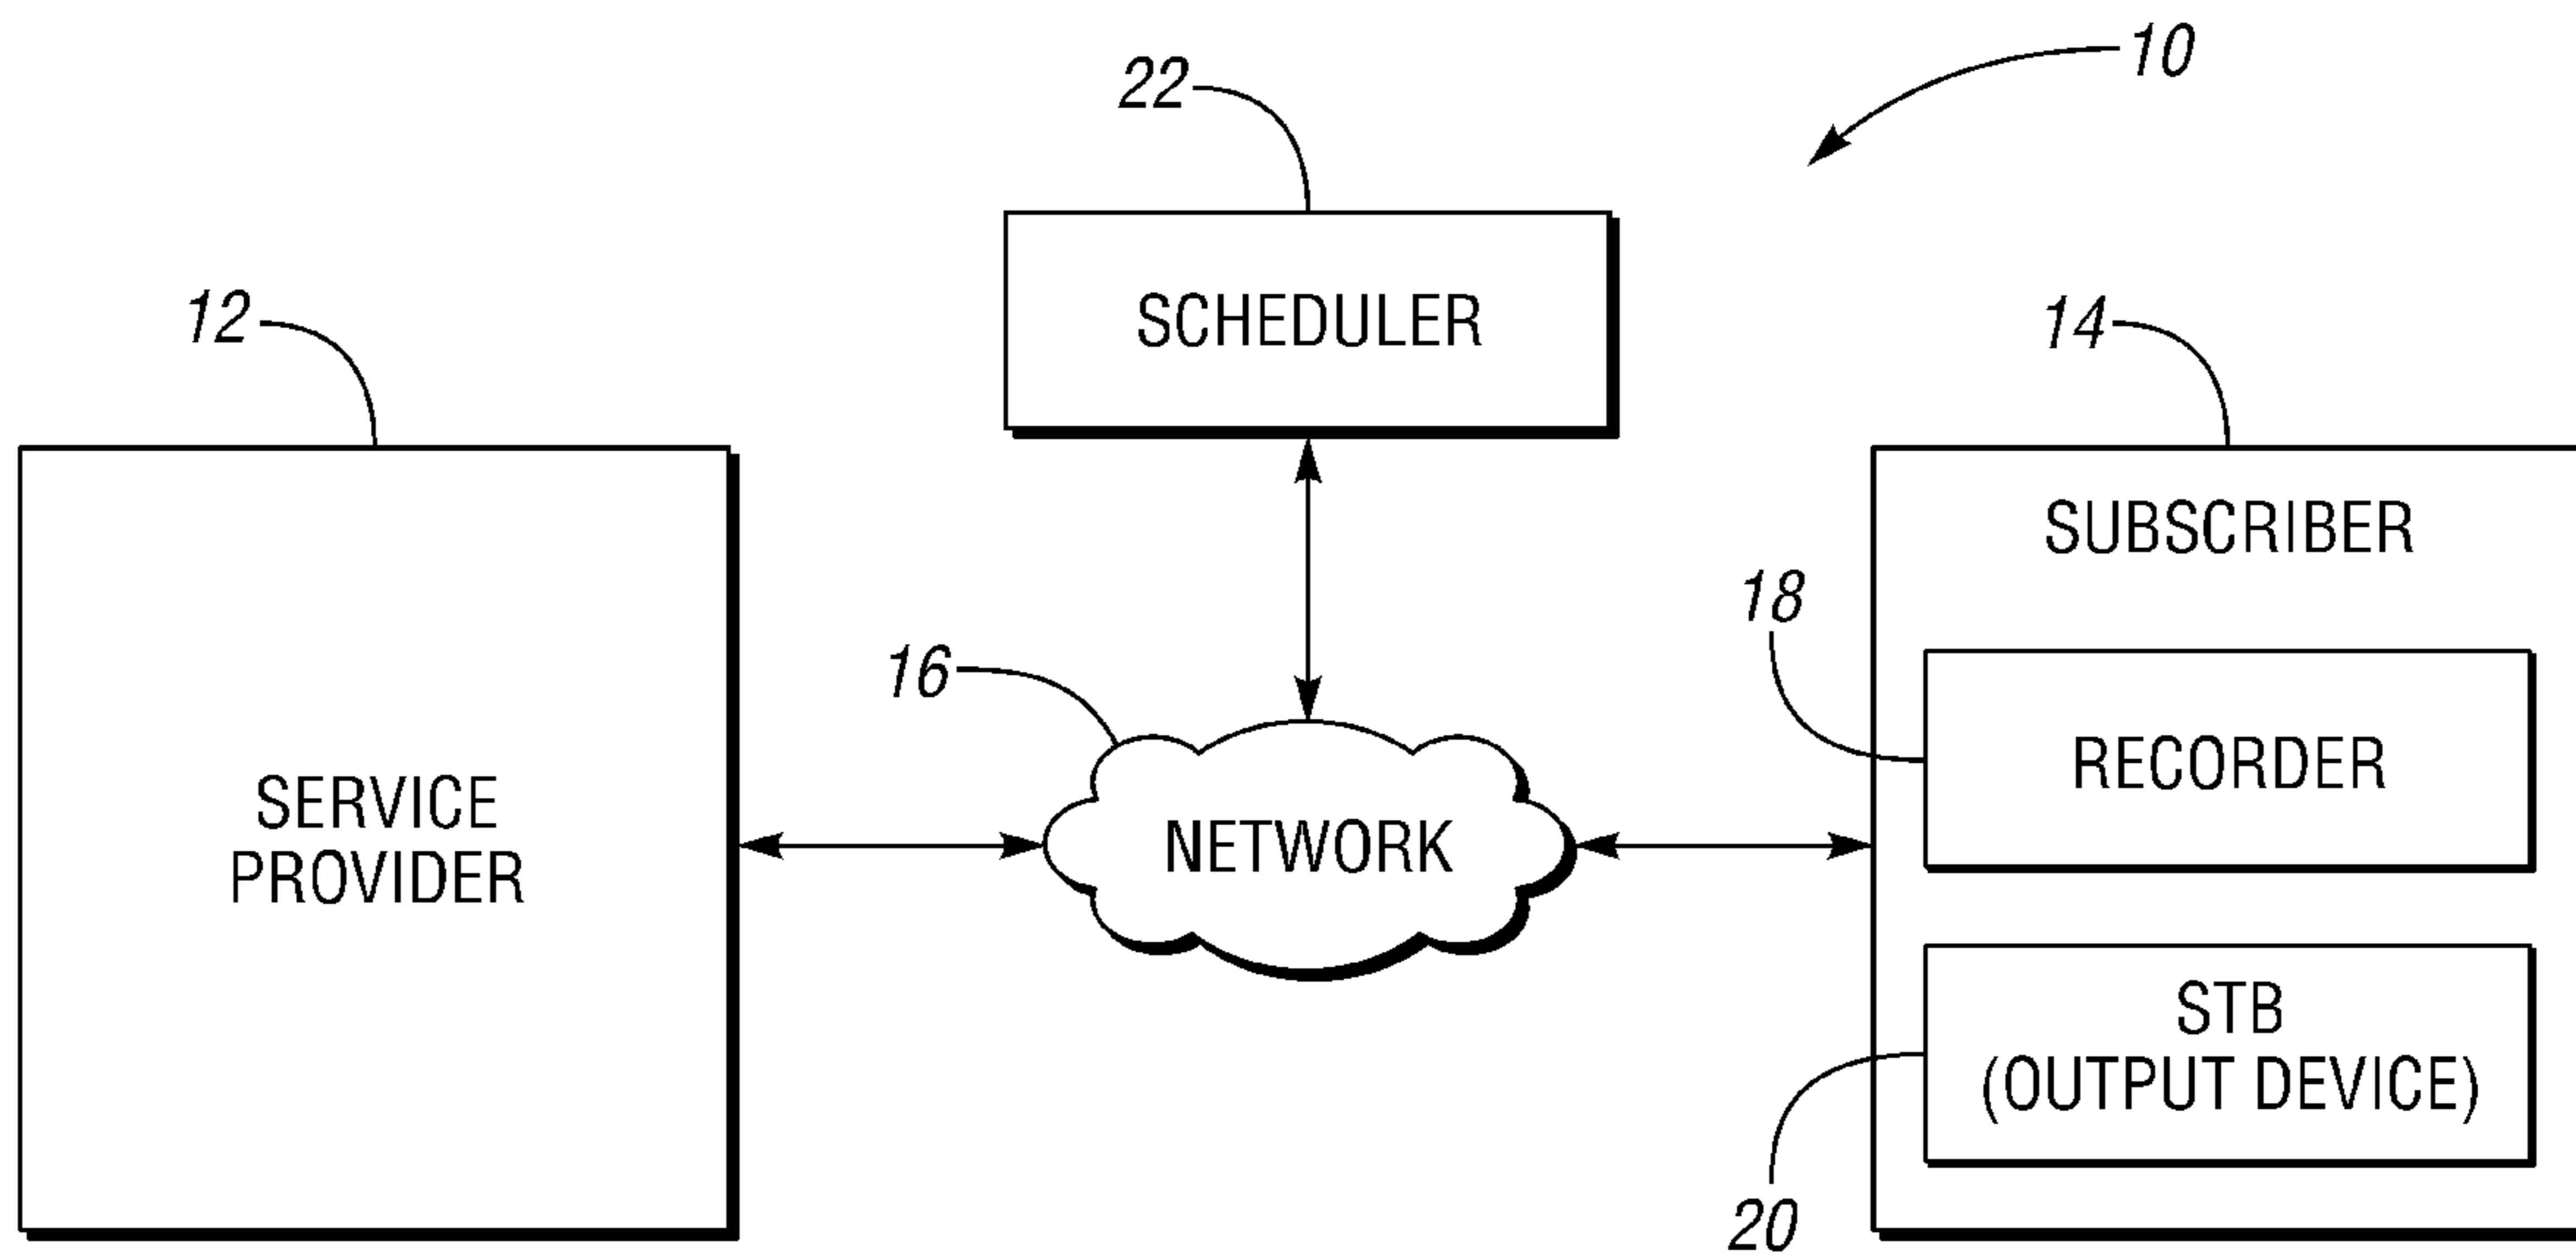 10
22
SCHEDULER
12
14
SUBSCRIBER
18
RECORDER
16
SERVICE
PROVIDER
NETWORK
STB
(OUTPUT DEVICE)
20